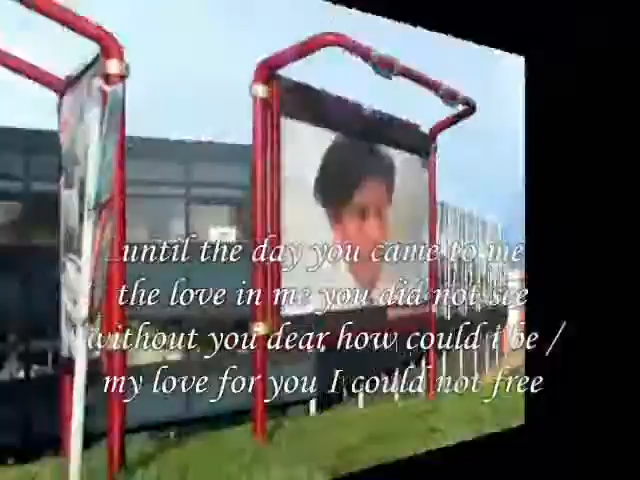 ...until the day you came to me
the love in me you did not see
without you dear how could i be /
my love for you I could not free